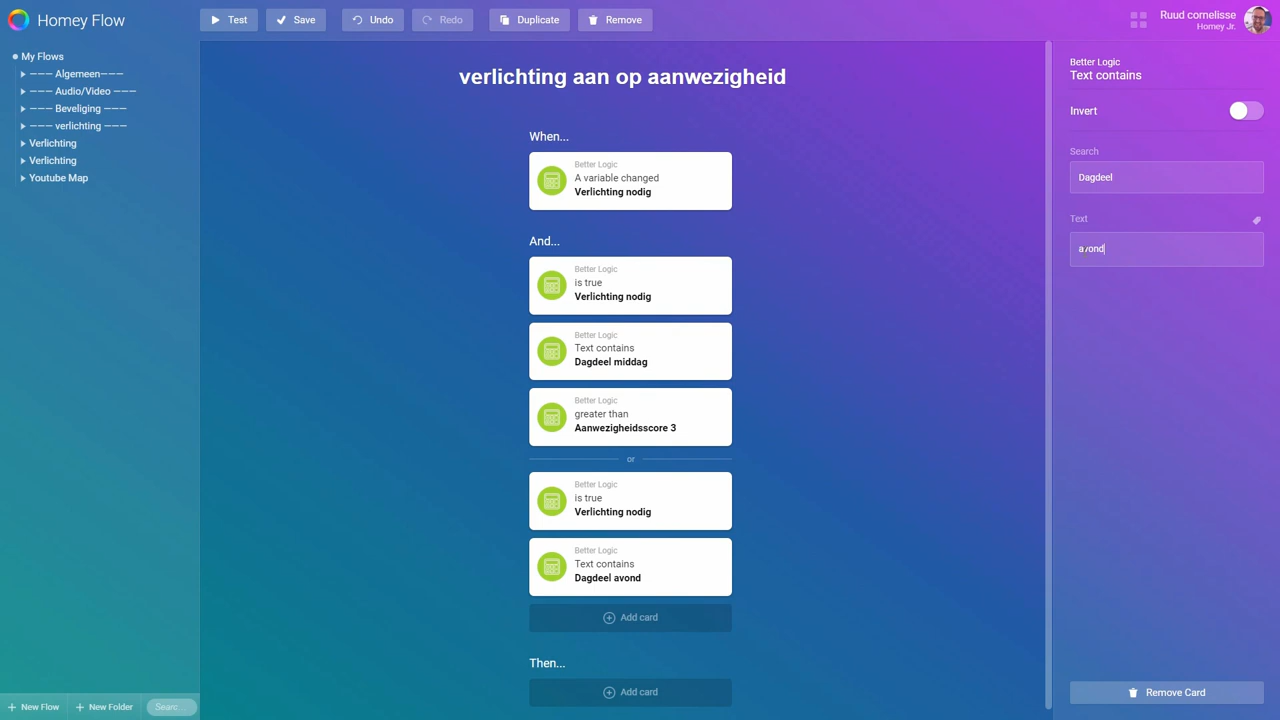 Homey Flow
Test
Save
Undo
Redo
Duplicate
Remove
Ruud cornelisse
Homey Jr.
My Flows
——— Algemeen———
——— Audio/Video ———
——— Beveliging ———
——— verlichting ———
Verlichting
Verlichting
Youtube Map
New Flow
New Folder
Searc...
verlichting aan op aanwezigheid
When...
Better Logic
A variable changed
Verlichting nodig
And...
Better Logic
is true
Verlichting nodig
Better Logic
Text contains
Dagdeel middag
Better Logic
greater than
Aanwezigheidsscore 3
or
Better Logic
is true
Verlichting nodig
Better Logic
Text contains
Dagdeel avond
Add card
Then...
Add card
Better Logic
Text contains
Invert
Search
Dagdeel
Text
avond
Remove Card